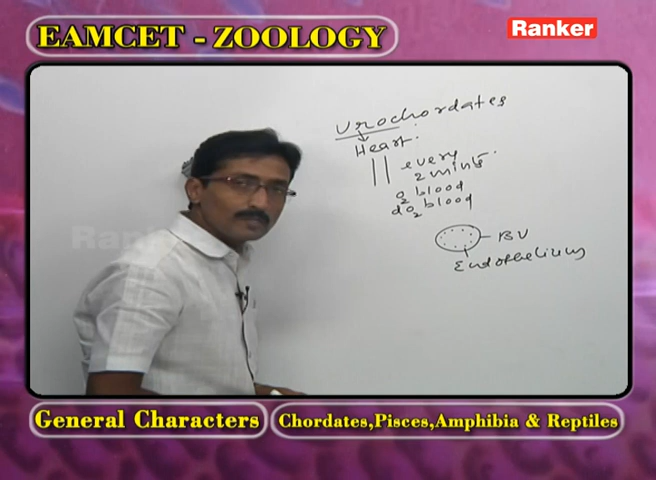 EAMCET - ZOOLOGY
Ranker
Urochordates
Heart
every
2 mints
O2 blood
dO2 blood
BV
Endothelium
Ranker
General Characters
Chordates,Pisces,Amphibia & Reptiles